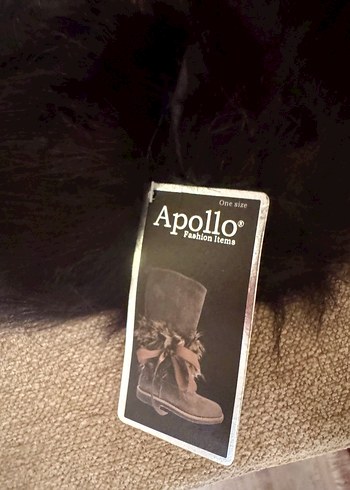 One size
Apollo®
Fashion Items